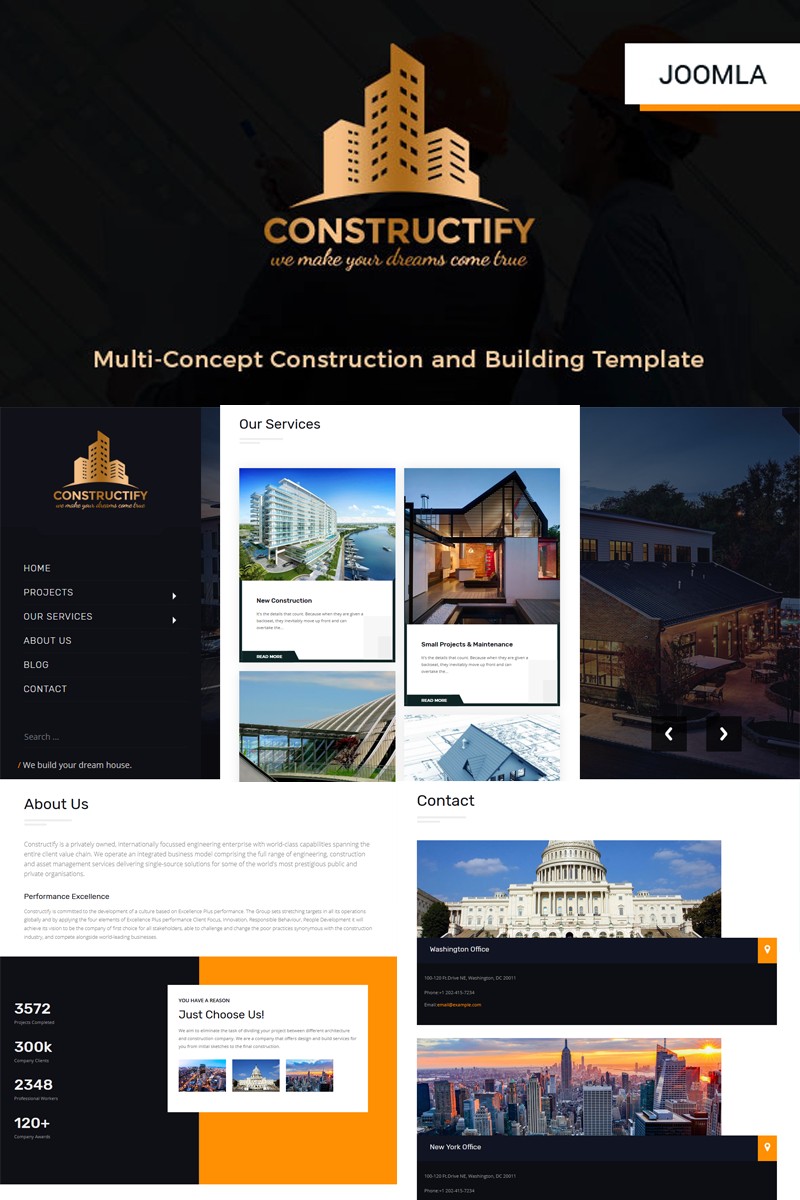 JOOMLA
CONSTRUCTIFY
we make your dreams come true
Multi-Concept Construction and Building Template
CONSTRUCTIFY
we make your dreams come true
HOME
PROJECTS
OUR SERVICES
ABOUT US
BLOG
CONTACT
Search ...
/ We build your dream house.
Our Services
New Construction
It's the details that count. Because when they are given a
backseat, they inevitably move up front and can
overtake the...
READ MORE
Small Projects & Maintenance
It's the details that count. Because when they are given a
backseat, they inevitably move up front and can
overtake the...
READ MORE
About Us
Constructify is a privately owned, internationally focussed engineering enterprise with world-class capabilities spanning the
entire client value chain. We operate an integrated business model comprising the full range of engineering, construction
and asset management services delivering single-source solutions for some of the world's most prestigious public and
private organisations.
Performance Excellence
Constructify is committed to the development of a culture based on Excellence Plus performance. The Group sets stretching targets in all its operations
globally and by applying the four elements of Excellence Plus performance Client Focus, Innovation, Responsible Behaviour, People Development it will
achieve its vision to be the company of first choice for all stakeholders, able to challenge and change the poor practices synonymous with the construction
industry, and compete alongside world-leading businesses.
3572
Projects Completed
300k
Company Clients
2348
Professional Workers
120+
Company Awards
YOU HAVE A REASON
Just Choose Us!
We aim to eliminate the task of dividing your project between different architecture
and construction company. We are a company that offers design and build services for
you from initial sketches to the final construction.
Contact
Washington Office
100-120 Ft.Drive NE, Washington, DC 20011
Phone:+1 202-415-7234
Email:email@example.com
New York Office
100-120 Ft.Drive NE, Washington, DC 20011
Phone:+1 202-415-7234